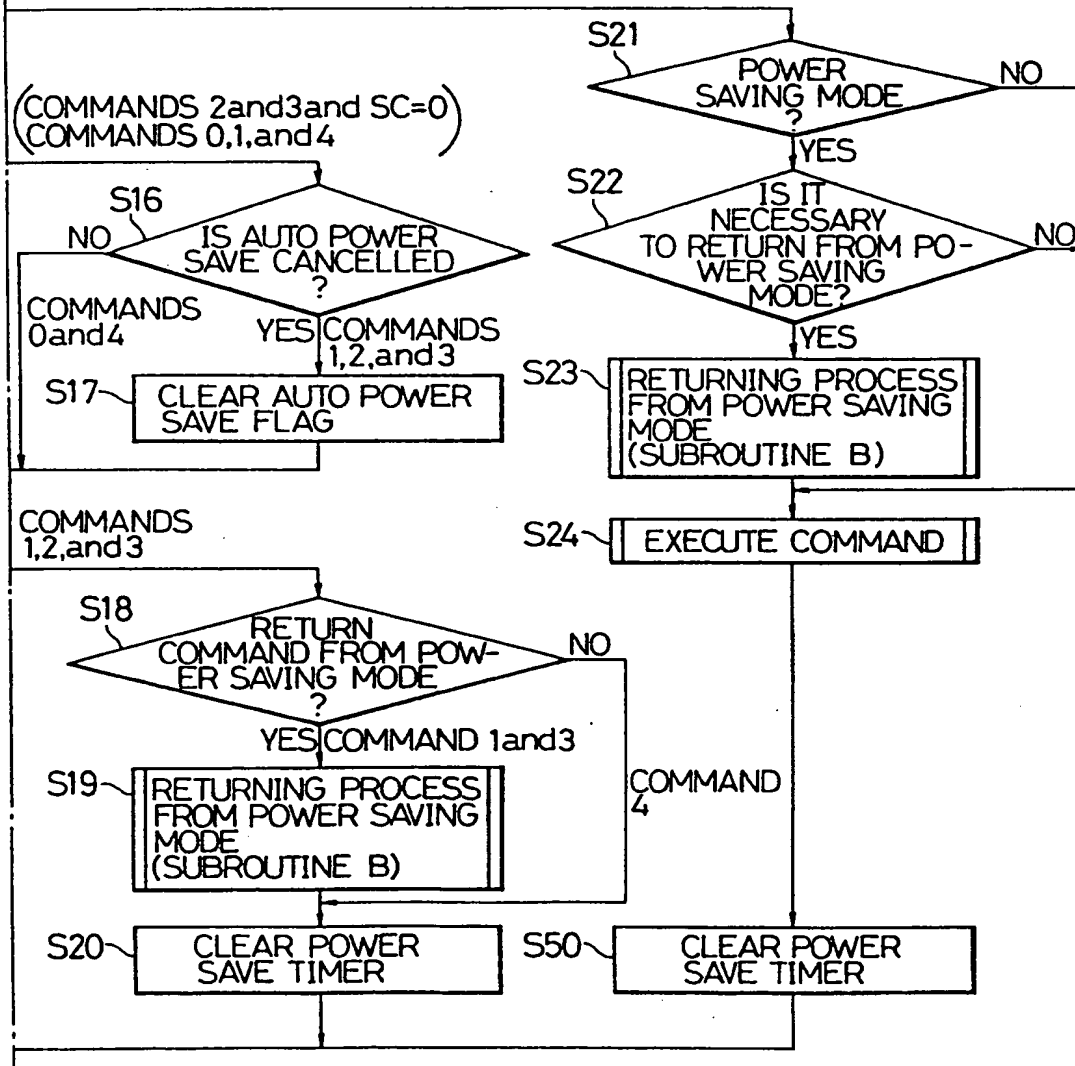 (COMMANDS 2and3and SC=0)
(COMMANDS 0,1,and4)
S16
NO
IS AUTO POWER
SAVE CANCELLED
?
COMMANDS
0and4
YES
COMMANDS
1,2,and3
S17
CLEAR AUTO POWER
SAVE FLAG
COMMANDS
1,2,and3
S18
RETURN
COMMAND FROM POW-
ER SAVING MODE
?
NO
YES
COMMAND 1and3
COMMAND
4
S19
RETURNING PROCESS
FROM POWER SAVING
MODE
(SUBROUTINE B)
S20
CLEAR POWER
SAVE TIMER
S21
POWER
SAVING MODE
?
NO
YES
S22
IS IT
NECESSARY
TO RETURN FROM PO-
WER SAVING
MODE?
NO
YES
S23
RETURNING PROCESS
FROM POWER SAVING
MODE
(SUBROUTINE B)
S24
EXECUTE COMMAND
S50
CLEAR POWER
SAVE TIMER